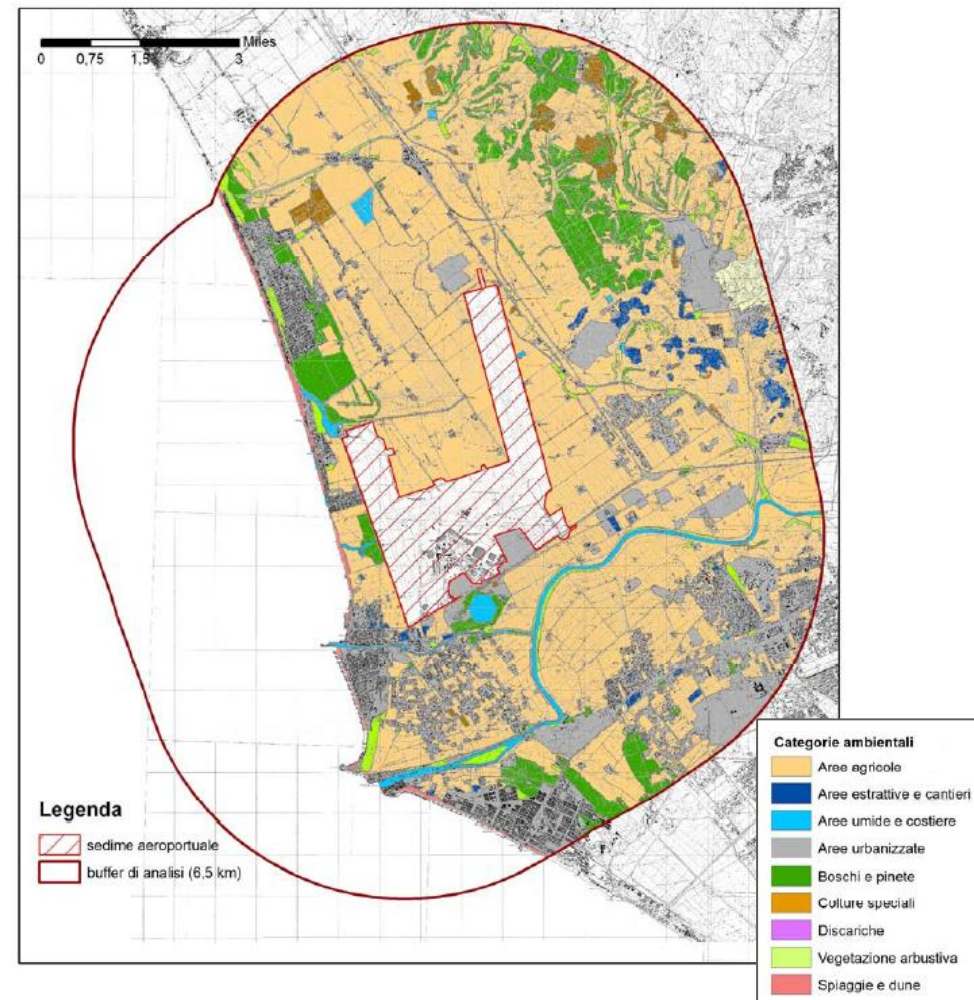 Miles
0 0,75 1,5 3
Legenda
sedime aeroportuale
buffer di analisi (6,5 km)
Categorie ambientali
Aree agricole
Aree estrattive e cantieri
Aree umide e costiere
Aree urbanizzate
Boschi e pinete
Colture speciali
Discariche
Vegetazione arbustiva
Spiaggie e dune